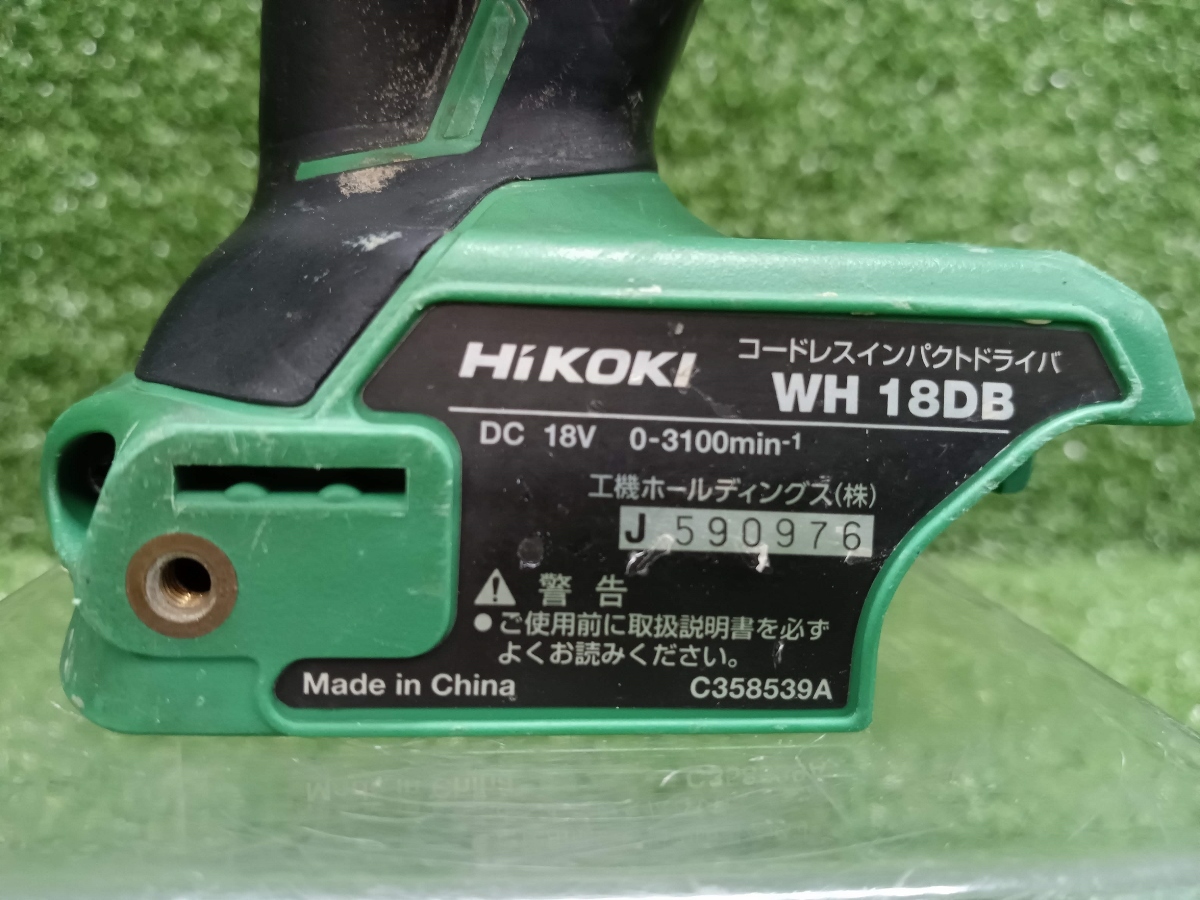 HiKOKI
コードレスインパクトドライバ
WH 18DB
DC 18V 0-3100min-1
工機ホールディングス(株)
J 590976
警告
●ご使用前に取扱説明書を必ず
よくお読みください。
Made in China
C358539A